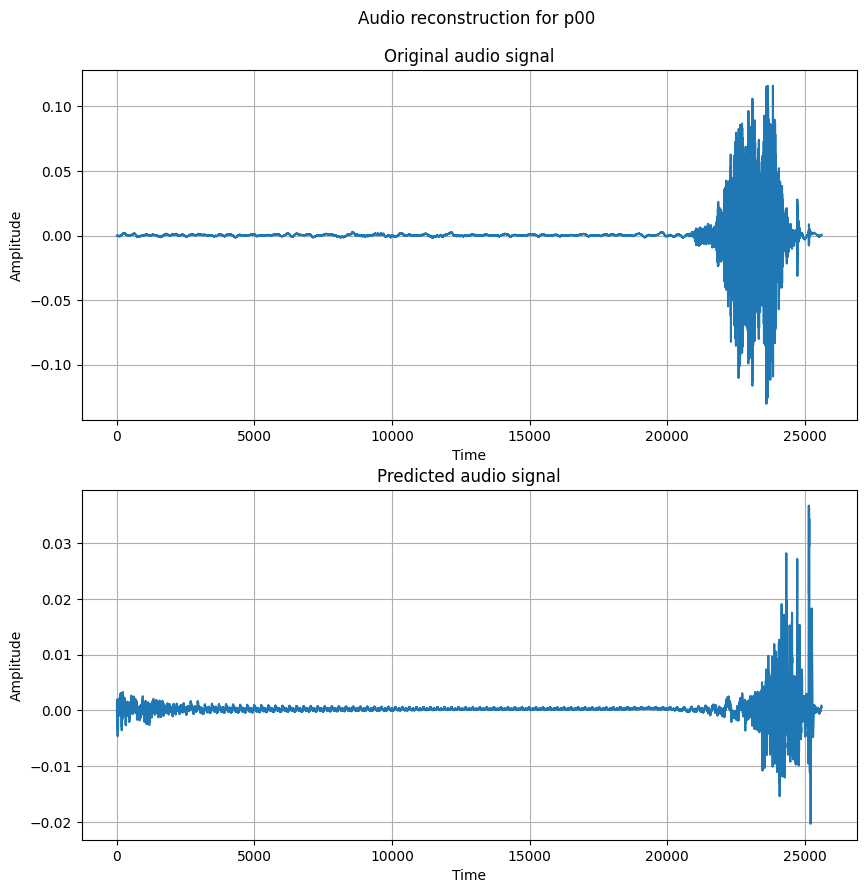 Audio reconstruction for p00
Original audio signal
0.10
0.05
0.00
−0.05
−0.10
Amplitude
0 5000 10000 15000 20000 25000
Time
Predicted audio signal
0.03
0.02
0.01
0.00
−0.01
−0.02
Amplitude
0 5000 10000 15000 20000 25000
Time